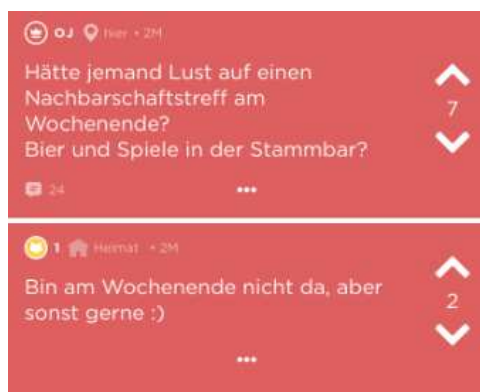 OJ hier • 2M
Hätte jemand Lust auf einen
Nachbarschaftstreff am
Wochenende?
Bier und Spiele in der Stammbar?
7
24
1 Heimat • 2M
Bin am Wochenende nicht da, aber
sonst gerne :)
2